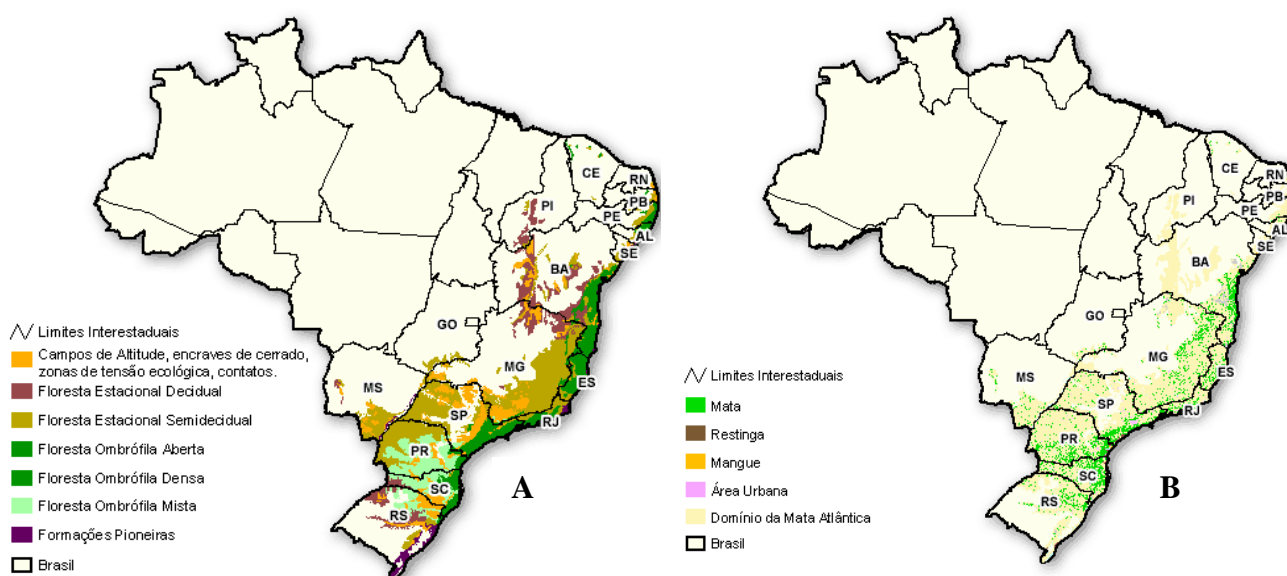 CE
RN
PB
PI
PE
AL
SE
BA
GO
MG
MS
ES
SP
RJ
PR
SC
RS
A
Limites Interestaduais
Campos de Altitude, encraves de cerrado,
zonas de tensão ecológica, contatos.
Floresta Estacional Decidual
Floresta Estacional Semidecidual
Floresta Ombrófila Aberta
Floresta Ombrófila Densa
Floresta Ombrófila Mista
Formações Pioneiras
Brasil
CE
RN
PB
PI
PE
AL
SE
BA
GO
MG
MS
ES
SP
RJ
PR
SC
RS
B
Limites Interestaduais
Mata
Restinga
Mangue
Área Urbana
Domínio da Mata Atlântica
Brasil